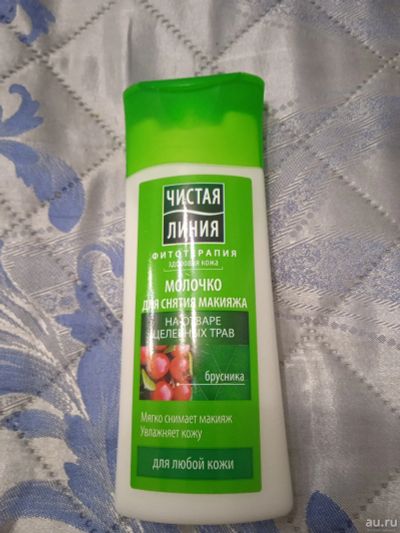 ЧИСТАЯ
ЛИНИЯ
ФИТОТЕРАПИЯ
здоровая кожа
МОЛОЧКО
ДЛЯ СНЯТИЯ МАКИЯЖА
НА ОТВАРЕ
ЦЕЛЕБНЫХ ТРАВ
брусника
Мягко снимает макияж
Увлажняет кожу
для любой кожи
au.ru